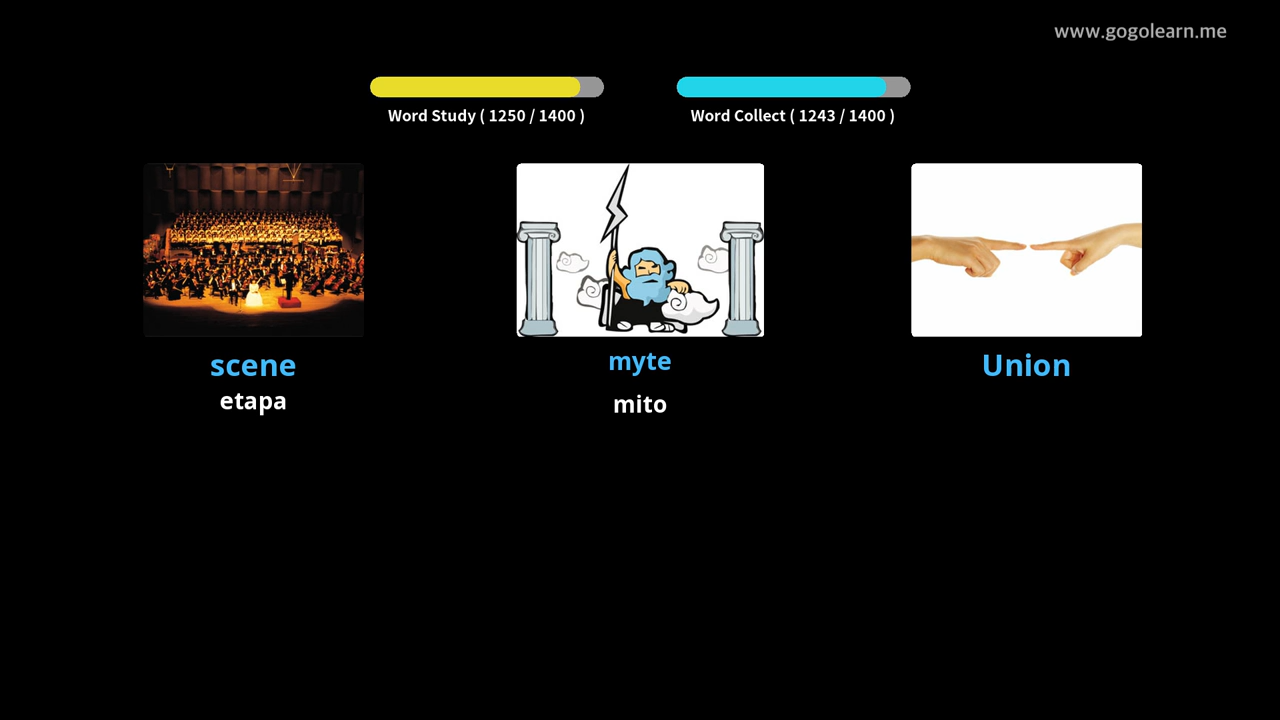 www.gogolearn.me
Word Study ( 1250 / 1400 )
Word Collect ( 1243 / 1400 )
scene
etapa
myte
mito
Union